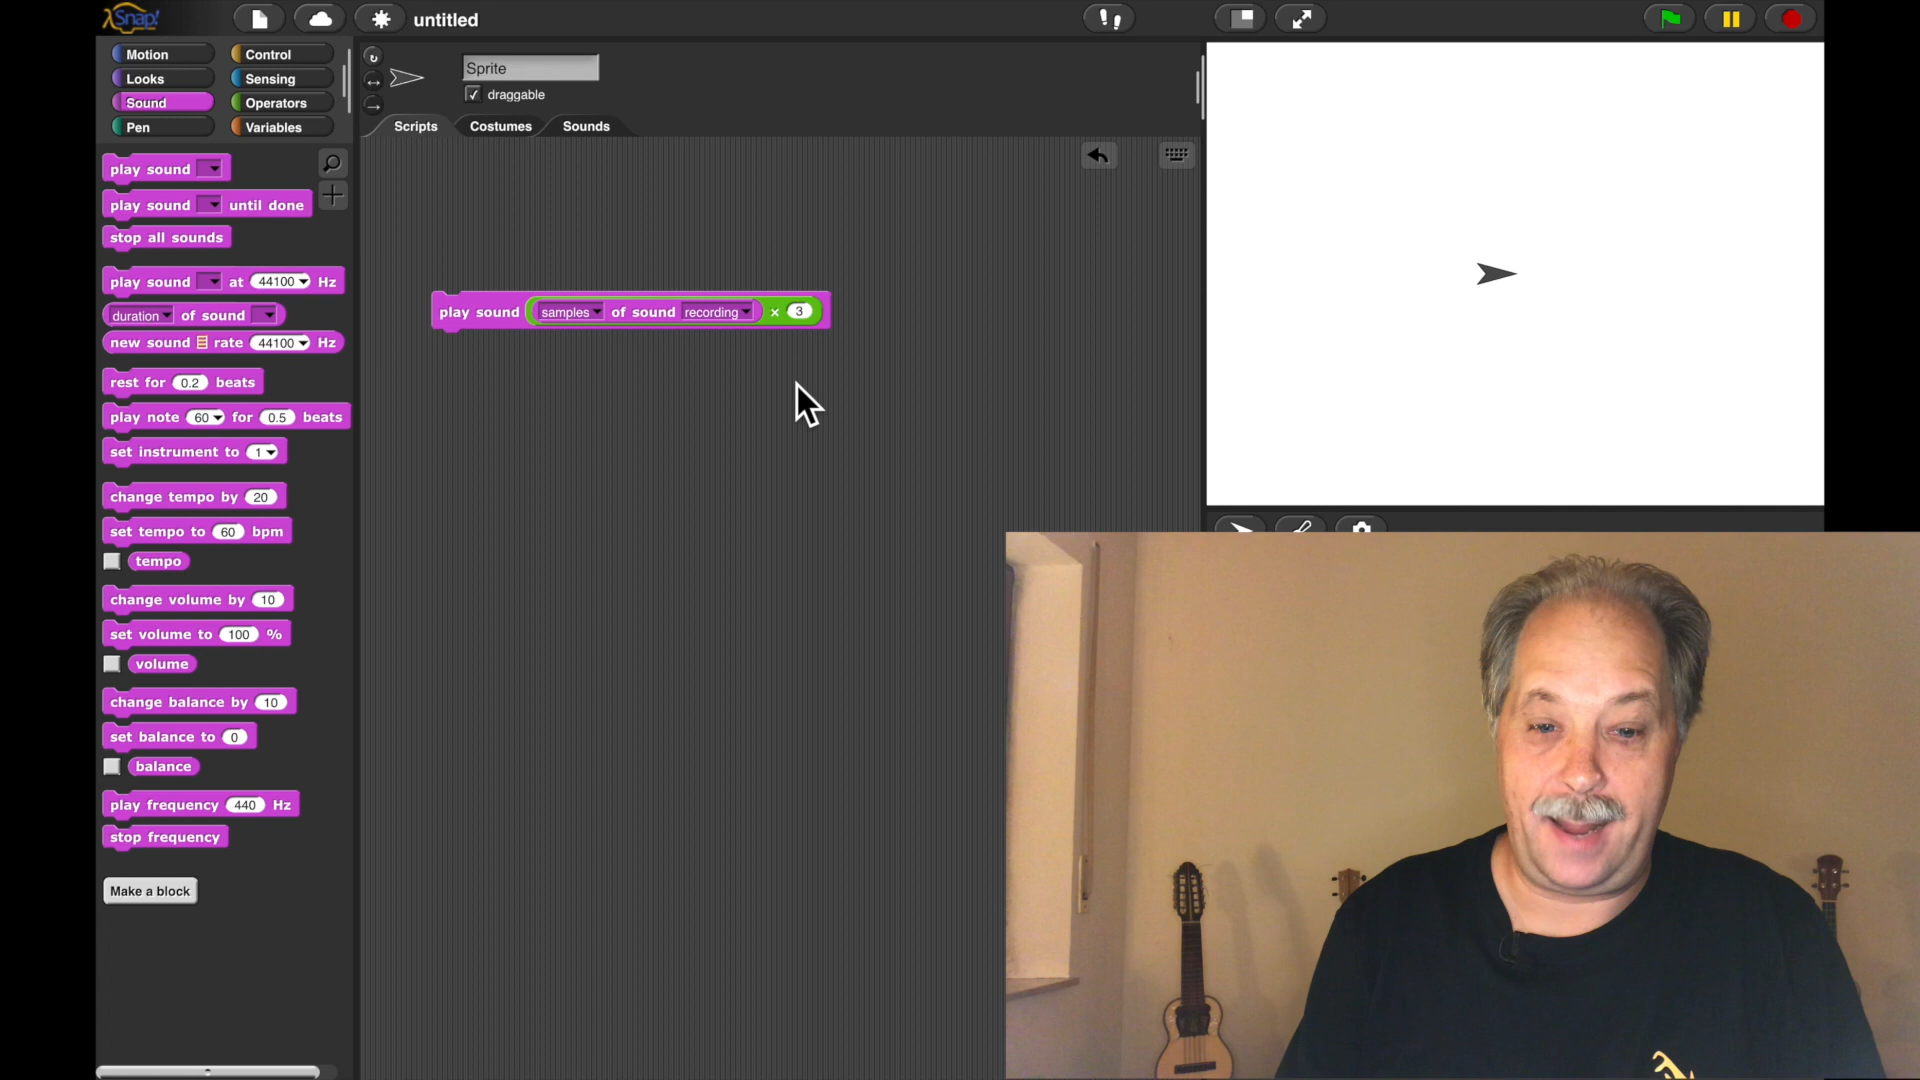 Snap!
untitled
Motion
Control
Looks
Sensing
Sound
Operators
Pen
Variables
Sprite
draggable
Scripts
Costumes
Sounds
play sound
play sound until done
stop all sounds
play sound at 44100 Hz
duration of sound
new sound rate 44100 Hz
rest for 0.2 beats
play note 60 for 0.5 beats
set instrument to 1
change tempo by 20
set tempo to 60 bpm
tempo
change volume by 10
set volume to 100 %
volume
change balance by 10
set balance to 0
balance
play frequency 440 Hz
stop frequency
Make a block
play sound samples of sound recording × 3